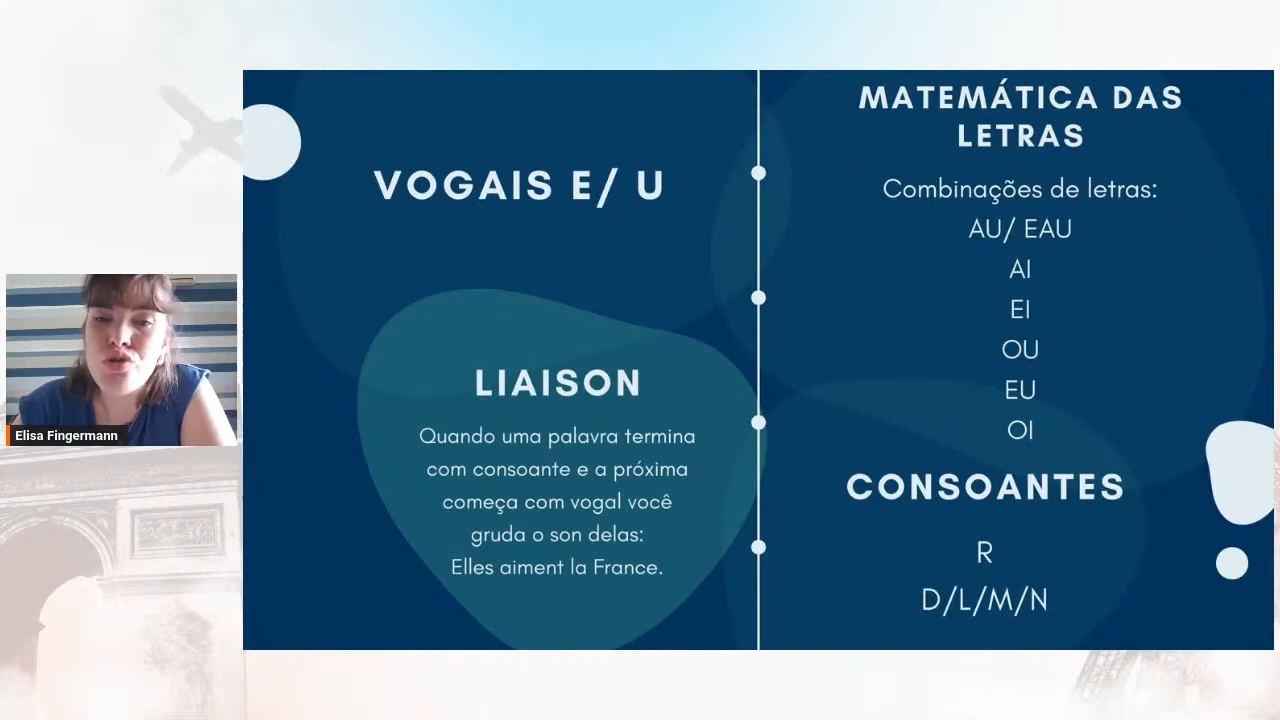 VOGAIS E/ U
LIAISON
Quando uma palavra termina
com consoante e a próxima
começa com vogal você
gruda o son delas:
Elles aiment la France.
MATEMÁTICA DAS
LETRAS
Combinações de letras:
AU/ EAU
AI
EI
OU
EU
OI
CONSOANTES
R
D/L/M/N
Elisa Fingermann